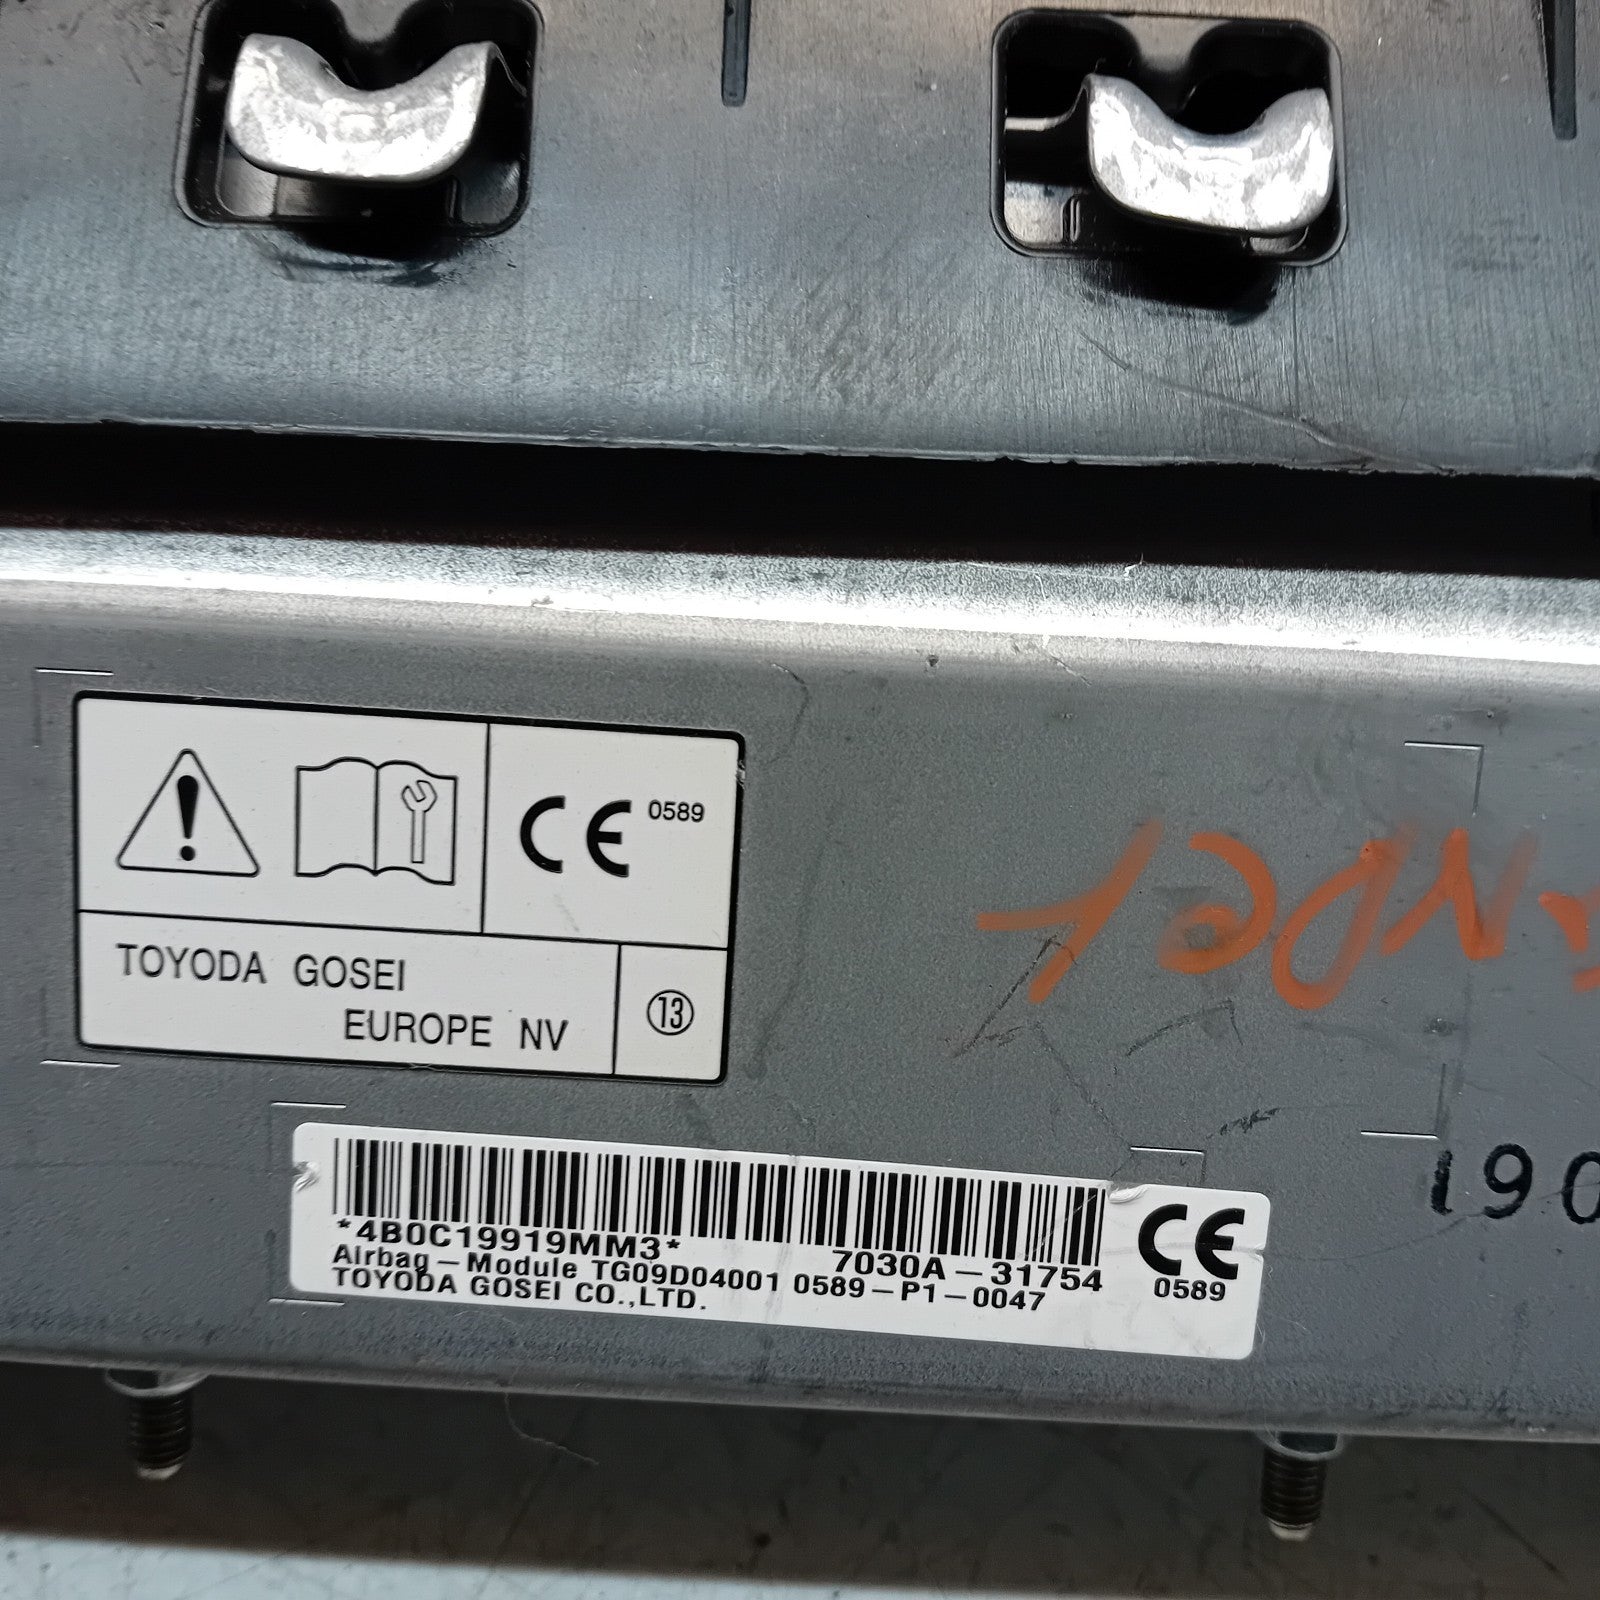 CE 0589
TOYODA GOSEI
EUROPE NV
13
190
*4B0C19919MM3*
7030A-31754
Airbag-Module TG09D04001 0589-P1-0047
TOYODA GOSEI CO.,LTD.
CE
0589